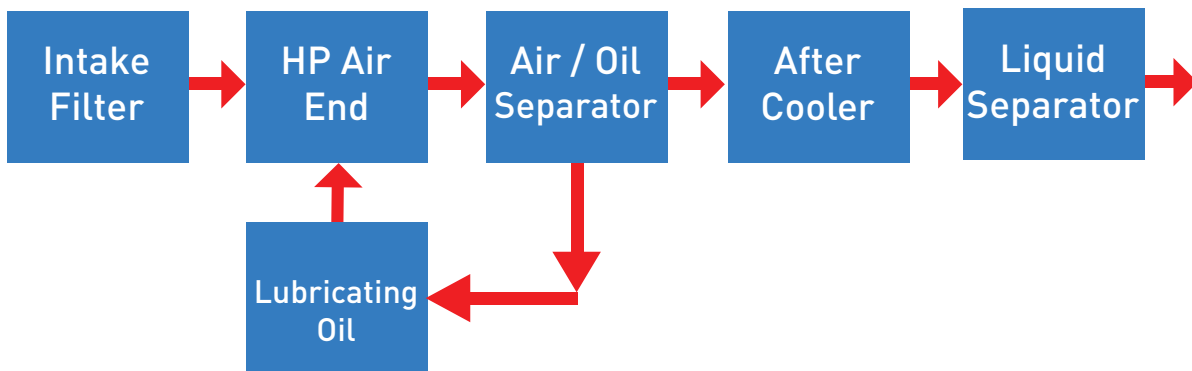 Intake
Filter
HP Air
End
Air / Oil
Separator
After
Cooler
Liquid
Separator
Lubricating
Oil